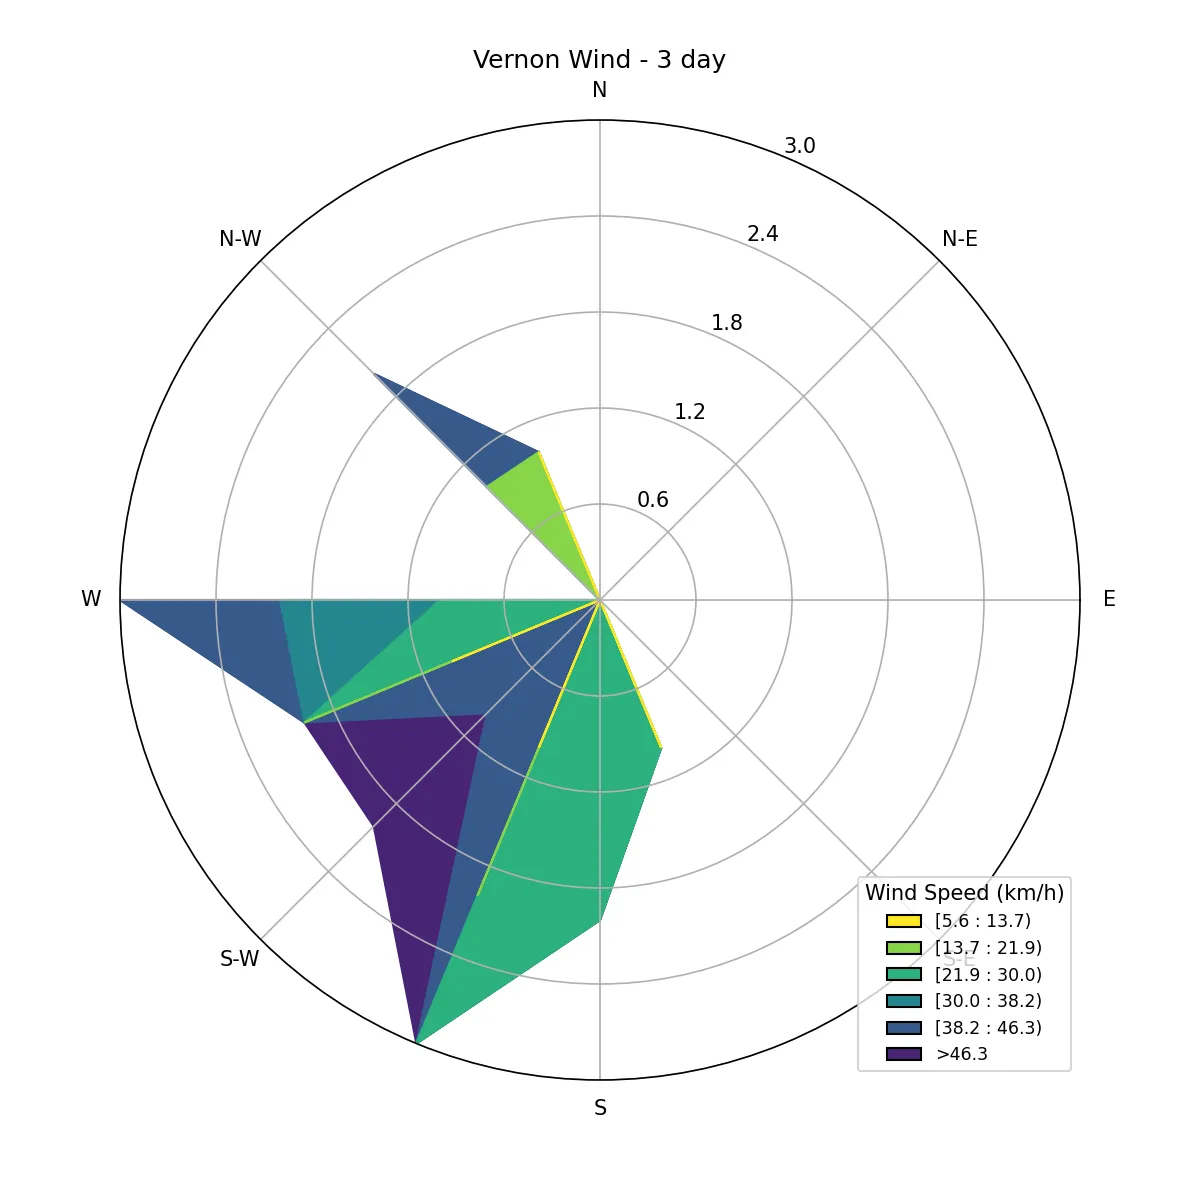 Vernon Wind - 3 day
N
3.0
N-W
N-E
2.4
1.8
1.2
0.6
W
E
S-W
S-E
S
Wind Speed (km/h)
[5.6 : 13.7)
[13.7 : 21.9)
[21.9 : 30.0)
[30.0 : 38.2)
[38.2 : 46.3)
>46.3